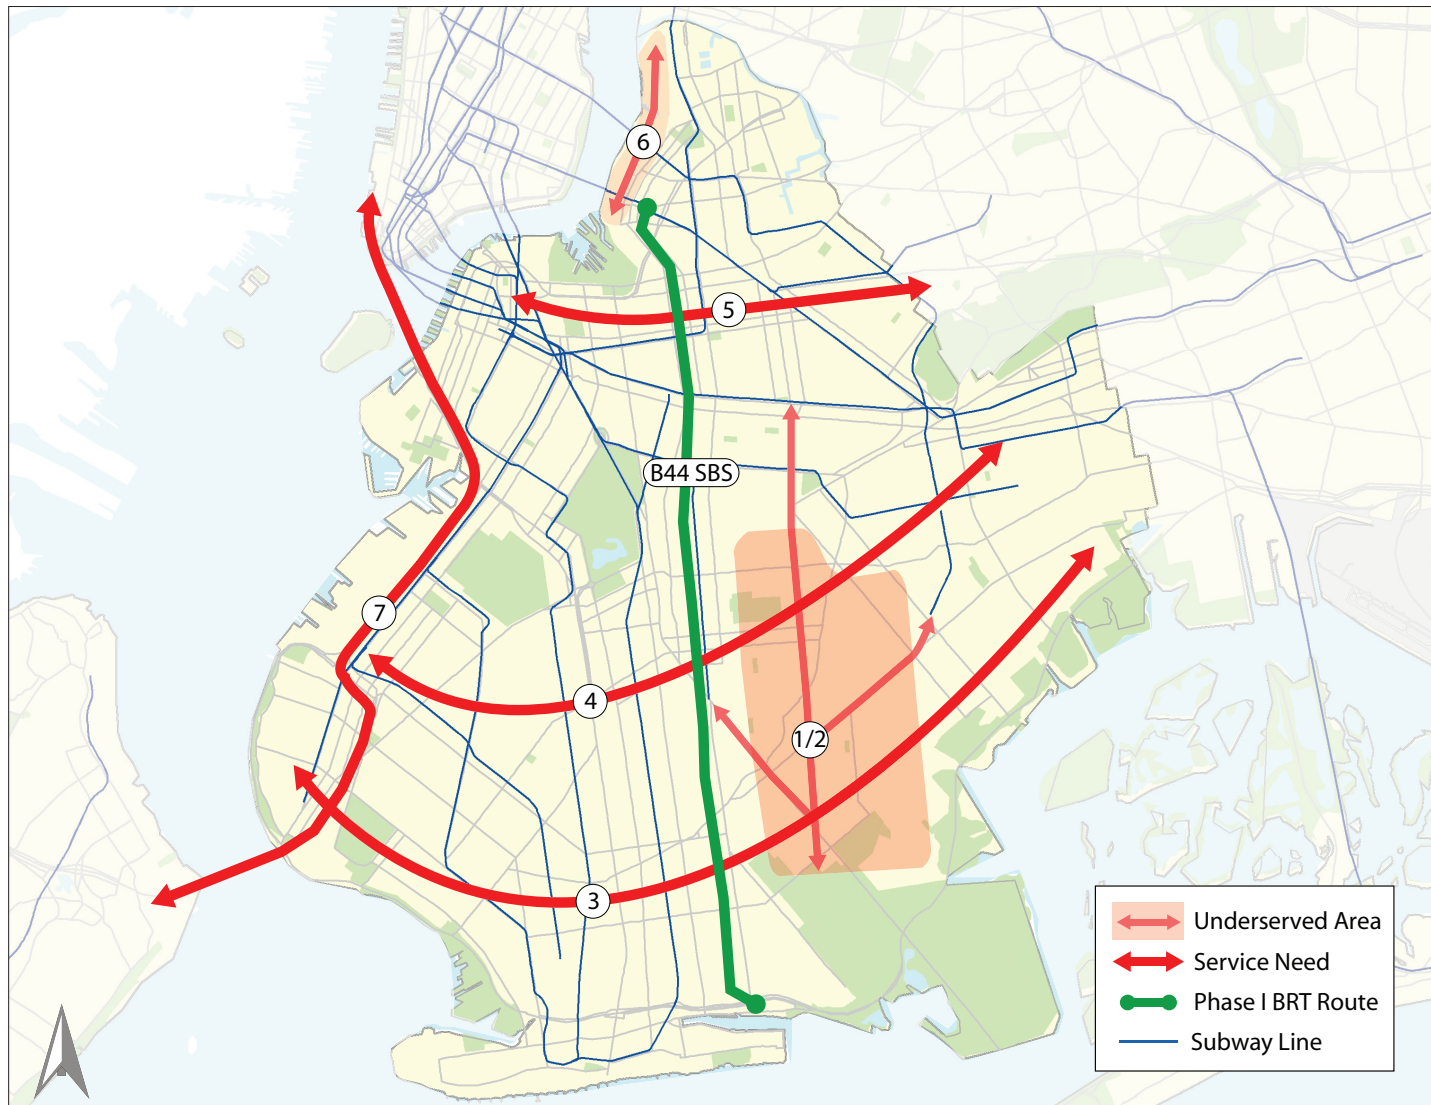 6
5
B44 SBS
7
4
1/2
3
Underserved Area
Service Need
Phase I BRT Route
Subway Line